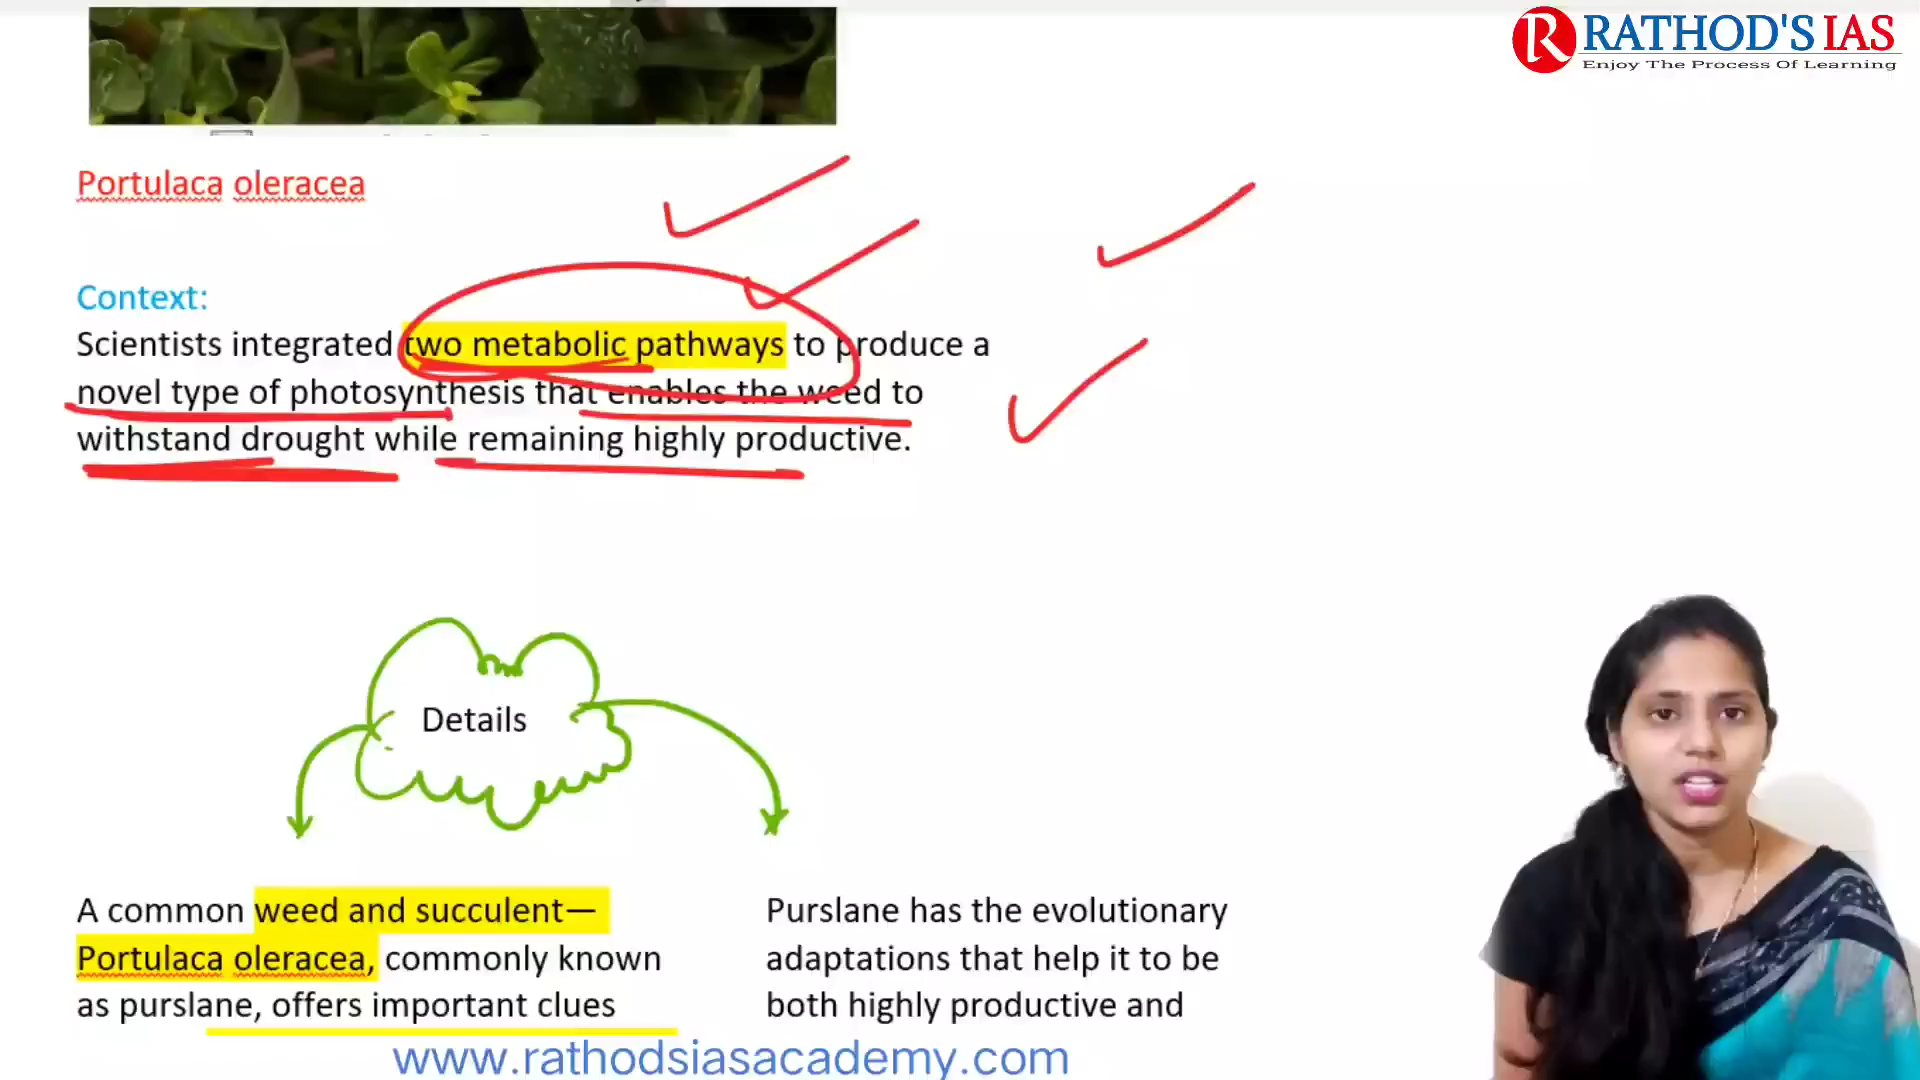 RATHOD'S IAS
Enjoy The Process Of Learning
Portulaca oleracea
Context:
Scientists integrated two metabolic pathways to produce a
novel type of photosynthesis that enables the weed to
withstand drought while remaining highly productive.
Details
A common weed and succulent—
Portulaca oleracea, commonly known
as purslane, offers important clues
Purslane has the evolutionary
adaptations that help it to be
both highly productive and
www.rathodsiasacademy.com